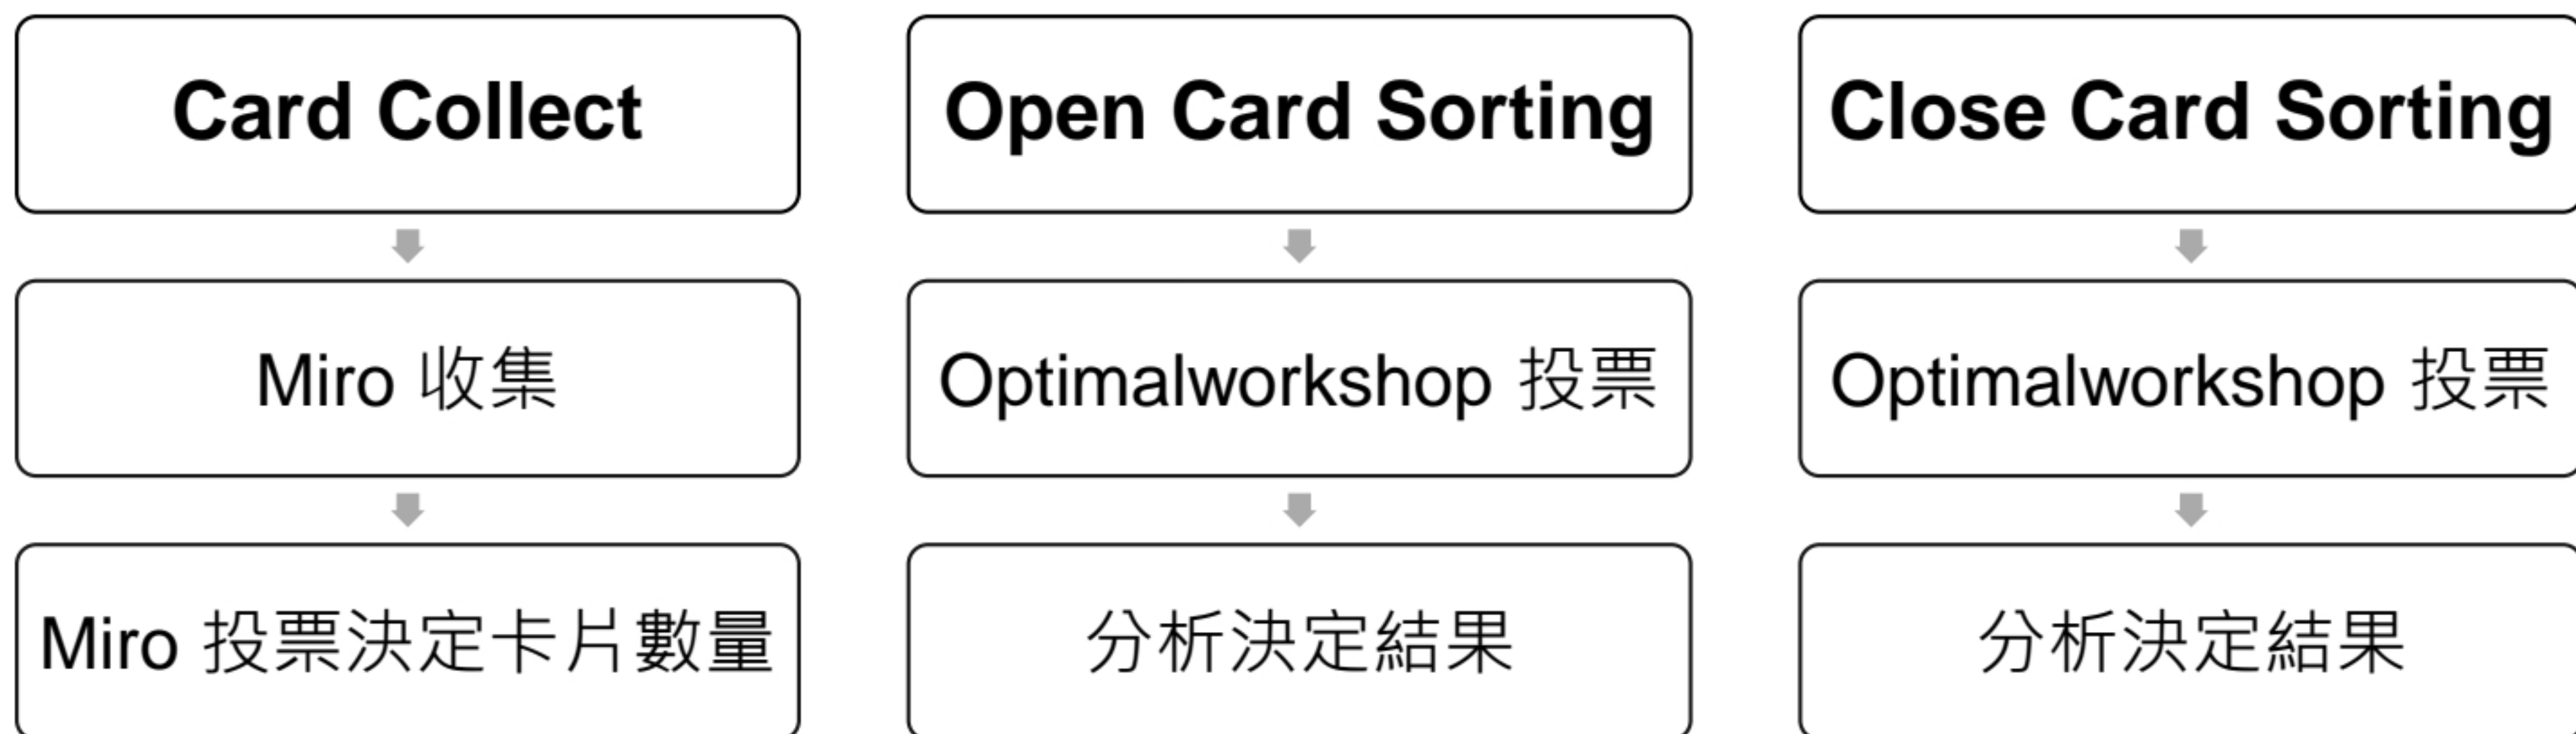 Card Collect
Miro 收集
Miro 投票決定卡片數量
Open Card Sorting
Optimalworkshop 投票
分析決定結果
Close Card Sorting
Optimalworkshop 投票
分析決定結果